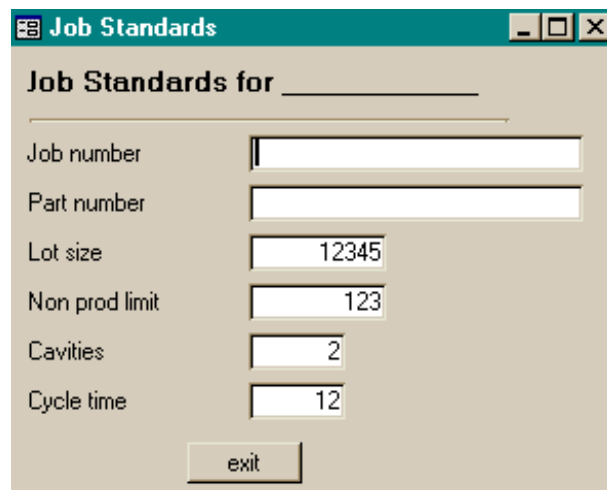 Job Standards
Job Standards for _____________
Job number
Part number
Lot size 12345
Non prod limit 123
Cavities 2
Cycle time 12
exit